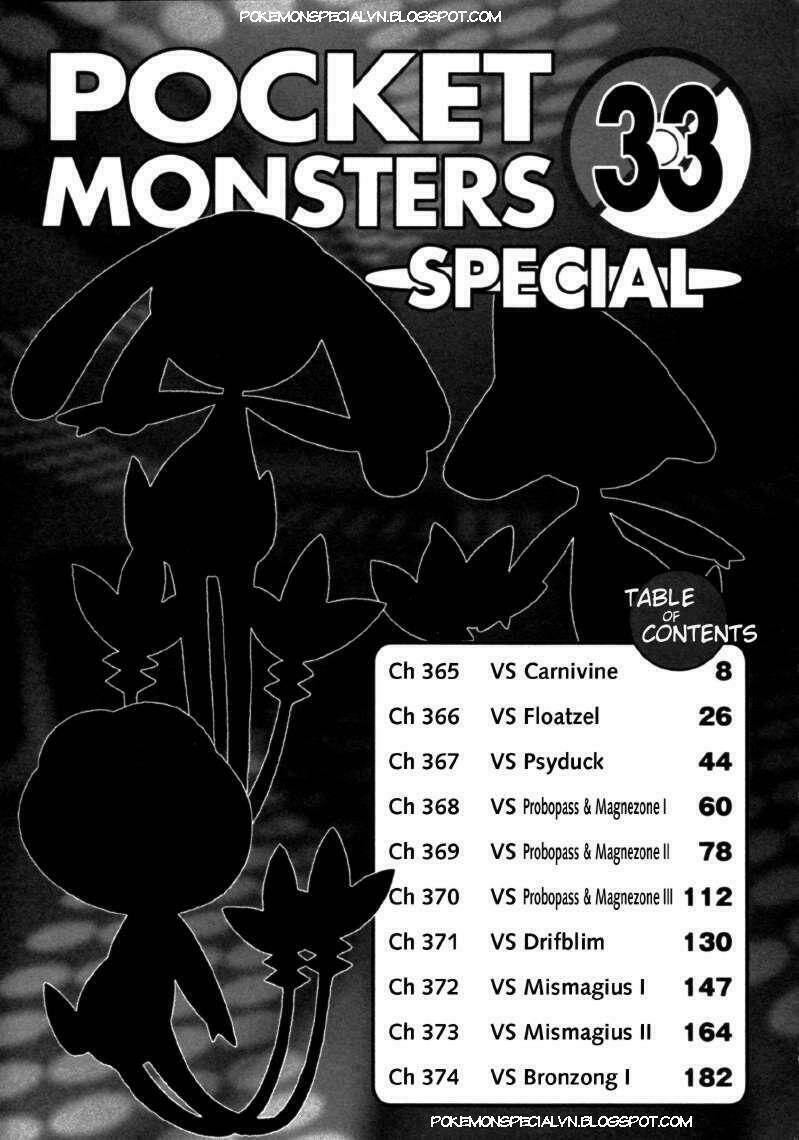 POKEMONSPECIALVN.BLOGSPOT.COM
POCKET
MONSTERS
33
SPECIAL
TABLE
OF
CONTENTS
Ch 365 VS Carnivine 8
Ch 366 VS Floatzel 26
Ch 367 VS Psyduck 44
Ch 368 VS Probopass & Magnezone I 60
Ch 369 VS Probopass & Magnezone II 78
Ch 370 VS Probopass & Magnezone III 112
Ch 371 VS Drifblim 130
Ch 372 VS Mismagius I 147
Ch 373 VS Mismagius II 164
Ch 374 VS Bronzong I 182
POKEMONSPECIALVN.BLOGSPOT.COM